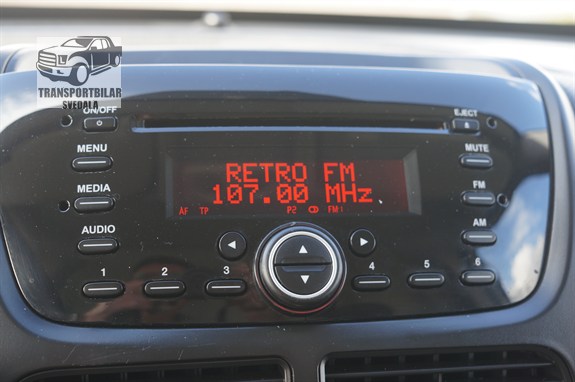 TRANSPORTBILAR
SVEDALA
ON/OFF
EJECT
MENU
MUTE
RETRO FM
107.00 MHz
MEDIA
FM
AF TP P2 CD FM1
AM
AUDIO
1 2 3 4 5 6